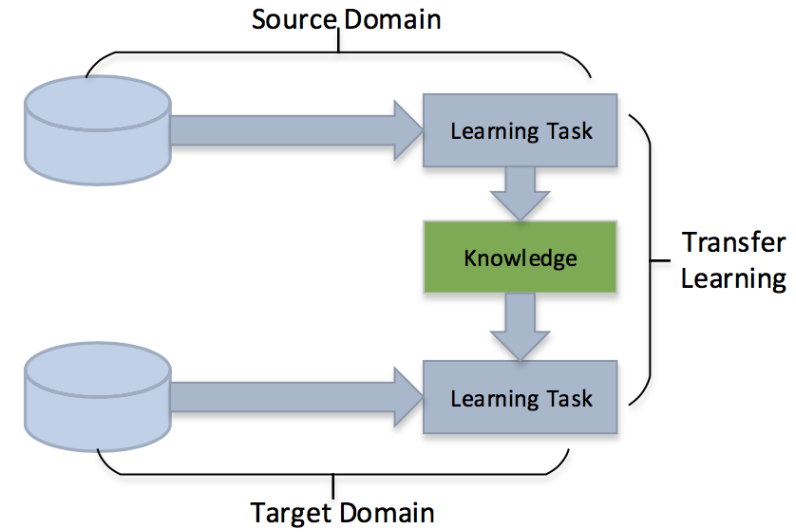 Source Domain
Learning Task
Knowledge
Transfer
Learning
Learning Task
Target Domain